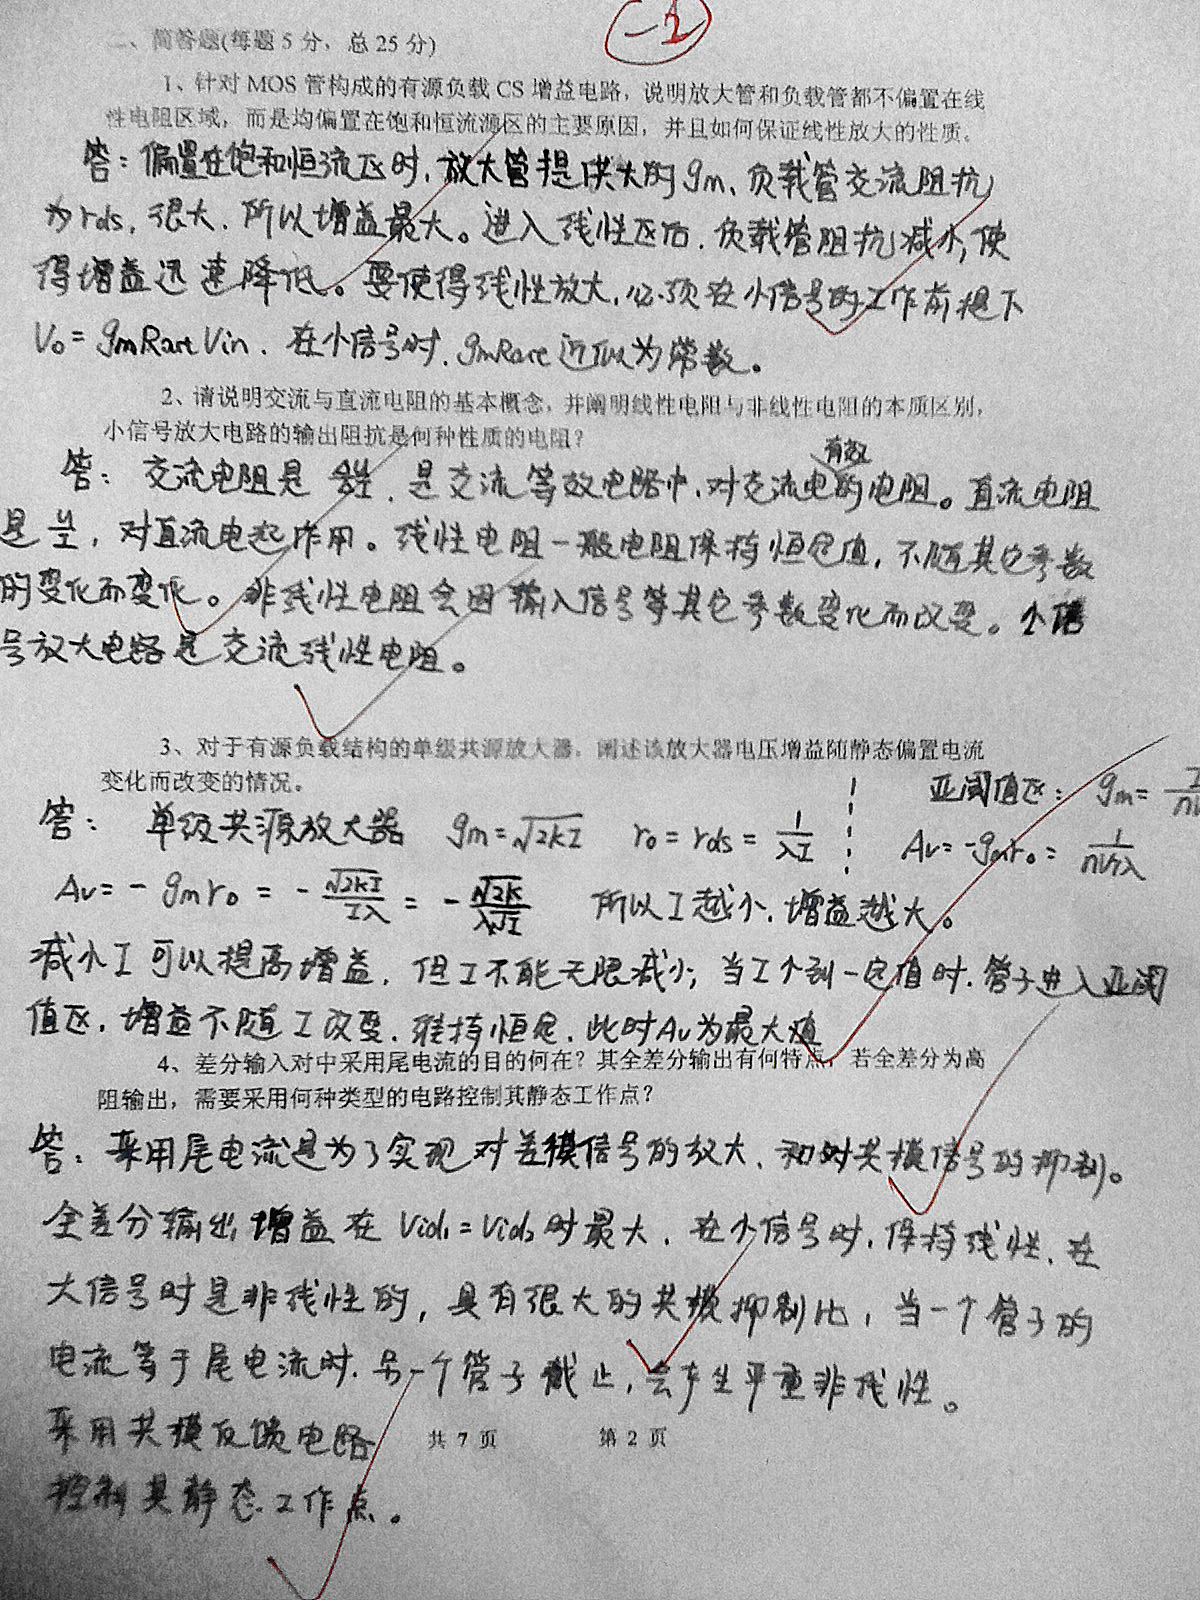 -1
二、简答题(每题 5 分，总 25 分)
1、针对 MOS 管构成的有源负载 CS 增益电路，说明放大管和负载管都不偏置在线
性电阻区域，而是均偏置在饱和恒流源区的主要原因，并且如何保证线性放大的性质。
答：偏置在饱和恒流区时，放大管提供大的gm、负载管交流阻抗
为rds，很大．所以增益最大。进入线性区后．负载管阻抗减小，使
得增益迅速降低。要使得线性放大，必须在小信号的工作前提下
Vo = gmRout Vin．在小信号时．gmRout近似为常数。
2、请说明交流与直流电阻的基本概念，并阐明线性电阻与非线性电阻的本质区别，
小信号放大电路的输出阻抗是何种性质的电阻？
有效
答：交流电阻是，是交流等效电路中，对交流电的电阻。直流电阻
是 U/I，对直流电起作用。线性电阻一般电阻保持恒定值，不随其它参数
的变化而变化。非线性电阻会因输入信号等其它参数变化而改变。小信
号放大电路是交流线性电阻。
3、对于有源负载结构的单级共源放大器，阐述该放大器电压增益随静态偏置电流
变化而改变的情况。
亚阈值区： gm =
答： 单级共源放大器 gm = √2kI ro = rds = 1/λI
Av = -gmro =
Av = - gmro = - √2kI/Iλ = - √2k/λ√I 所以I越小．增益越大。
减小I可以提高增益．但I不能无限减小；当I小到一定值时．管子进入亚阈
值区．增益不随I改变．维持恒定．此时Av为最大值
4、差分输入对中采用尾电流的目的何在？其全差分输出有何特点，若全差分为高
阻输出，需要采用何种类型的电路控制其静态工作点？
答：采用尾电流是为了实现对差模信号的放大、和对共模信号的抑制。
全差分输出增益在 时最大．在小信号时．保持线性．在
大信号时是非线性的，具有很大的共模抑制比，当一个管子的
电流等于尾电流时．另一个管子截止，会产生严重非线性。
采用共模反馈电路
共 7 页 第 2 页
控制其静态工作点。